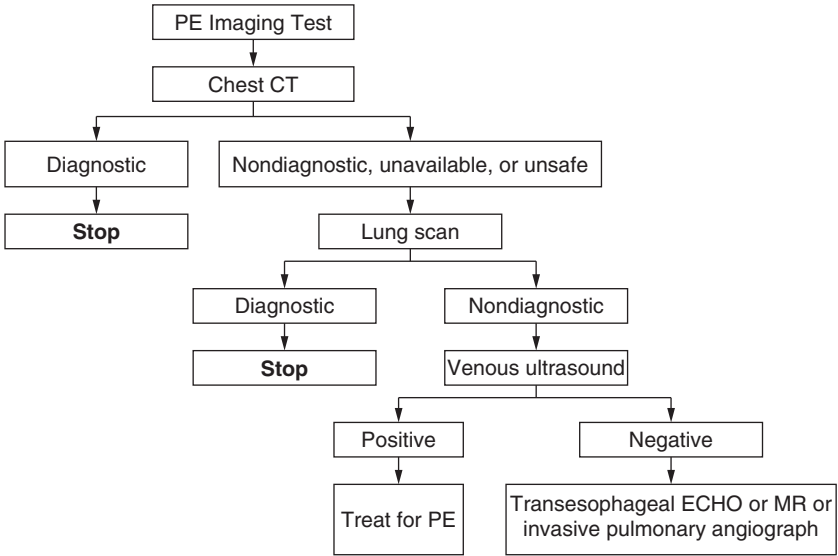 PE Imaging Test
Chest CT
Diagnostic
Nondiagnostic, unavailable, or unsafe
Stop
Lung scan
Diagnostic
Nondiagnostic
Stop
Venous ultrasound
Positive
Negative
Treat for PE
Transesophageal ECHO or MR or
invasive pulmonary angiograph